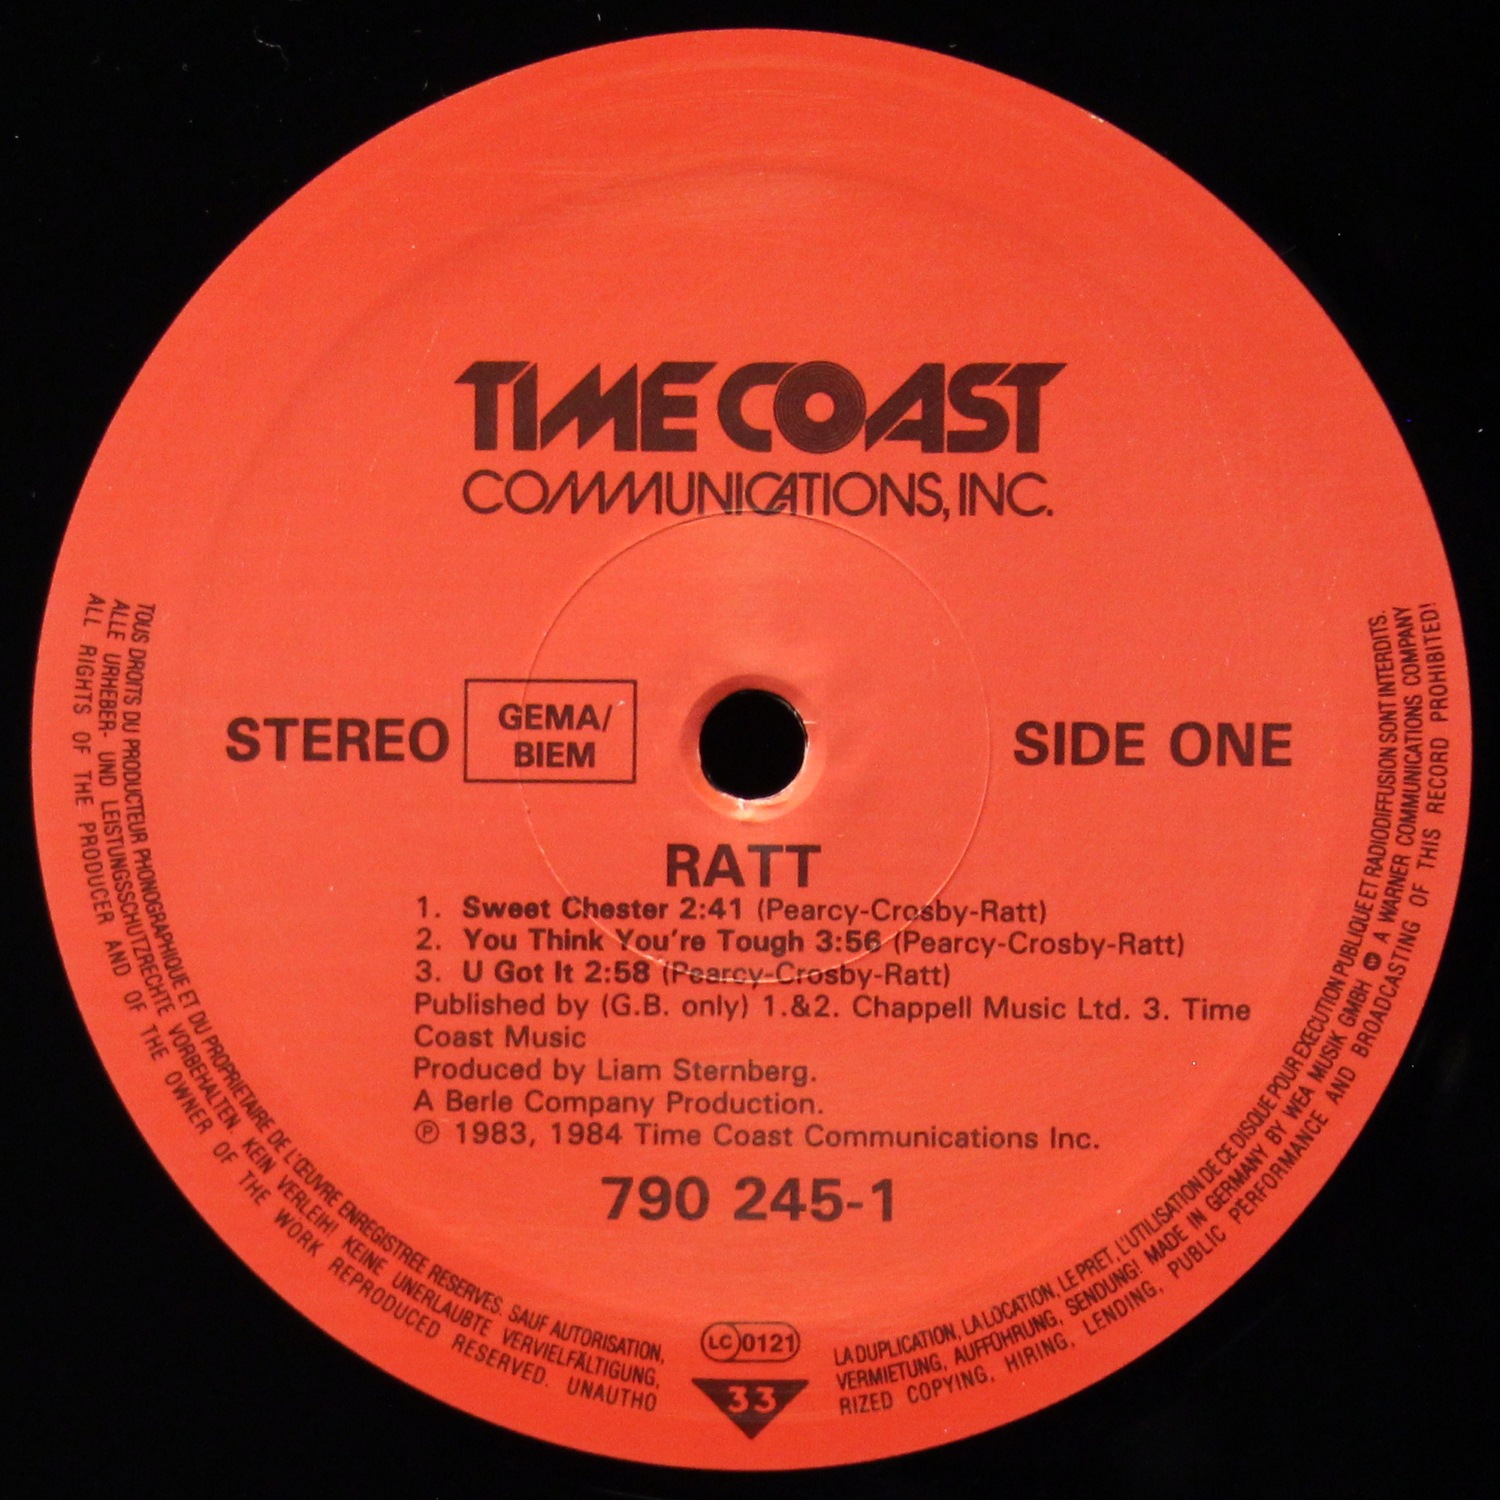 TIME COAST
COMMUNICATIONS, INC.
STEREO
GEMA/
BIEM
SIDE ONE
RATT
1. Sweet Chester 2:41 (Pearcy-Crosby-Ratt)
2. You Think You're Tough 3:56 (Pearcy-Crosby-Ratt)
3. U Got It 2:58 (Pearcy-Crosby-Ratt)
Published by (G.B. only) 1.&2. Chappell Music Ltd. 3. Time
Coast Music
Produced by Liam Sternberg.
A Berle Company Production.
℗ 1983, 1984 Time Coast Communications Inc.
790 245-1
LC 0121
33
TOUS DROITS DU PRODUCTEUR PHONOGRAPHIQUE ET DU PROPRIETAIRE DE L'ŒUVRE ENREGISTREE RESERVES. SAUF AUTORISATION, LA DUPLICATION, LA LOCATION, LE PRET, L'UTILISATION DE CE DISQUE POUR EXECUTION PUBLIQUE ET RADIODIFFUSION SONT INTERDITS.
ALLE URHEBER- UND LEISTUNGSSCHUTZRECHTE VORBEHALTEN. KEIN VERLEIH! KEINE UNERLAUBTE VERVIELFÄLTIGUNG, VERMIETUNG, AUFFÜHRUNG, SENDUNG! MADE IN GERMANY BY WEA MUSIK GMBH A WARNER COMMUNICATIONS COMPANY
ALL RIGHTS OF THE PRODUCER AND OF THE OWNER OF THE WORK REPRODUCED RESERVED. UNAUTHO RIZED COPYING, HIRING, LENDING, PUBLIC PERFORMANCE AND BROADCASTING OF THIS RECORD PROHIBITED!